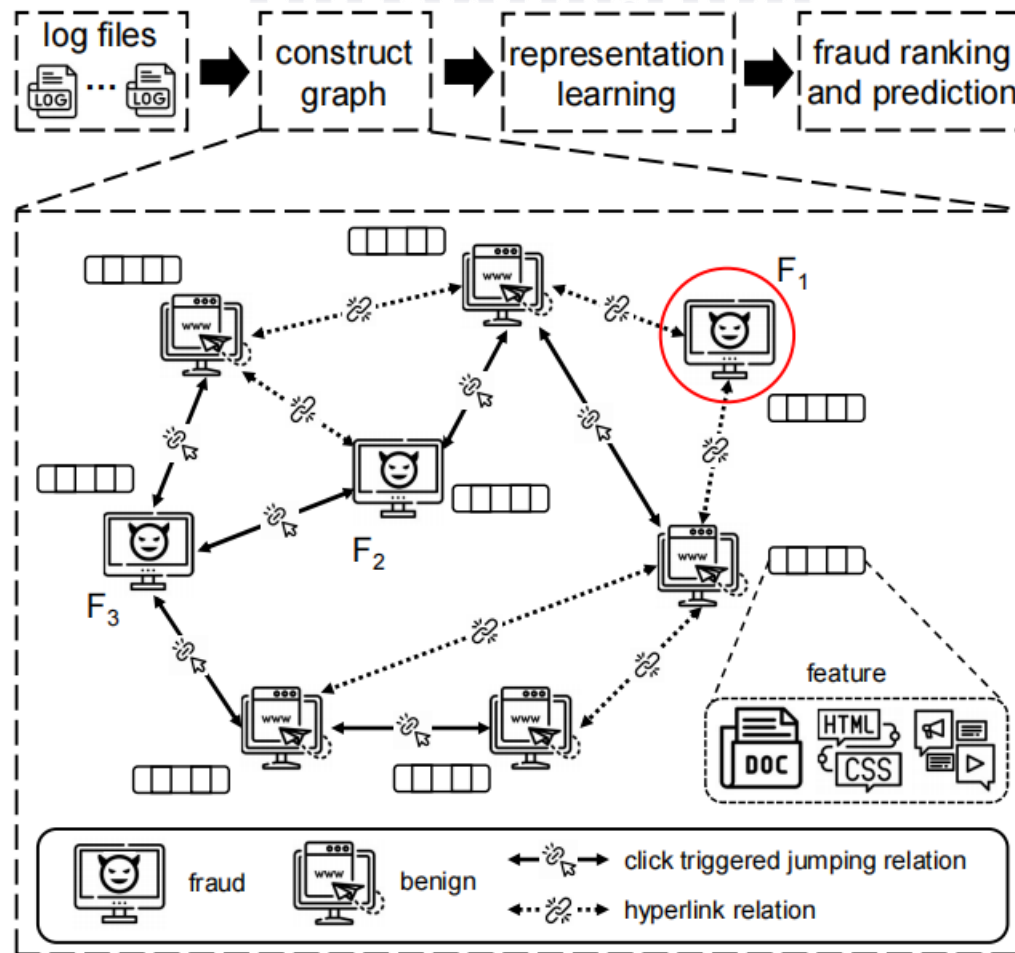 log files
LOG ... LOG
construct
graph
representation
learning
fraud ranking
and prediction
www
F1
www
F2
www
F3
www
www
feature
DOC
HTML
CSS
fraud
www
benign
click triggered jumping relation
hyperlink relation